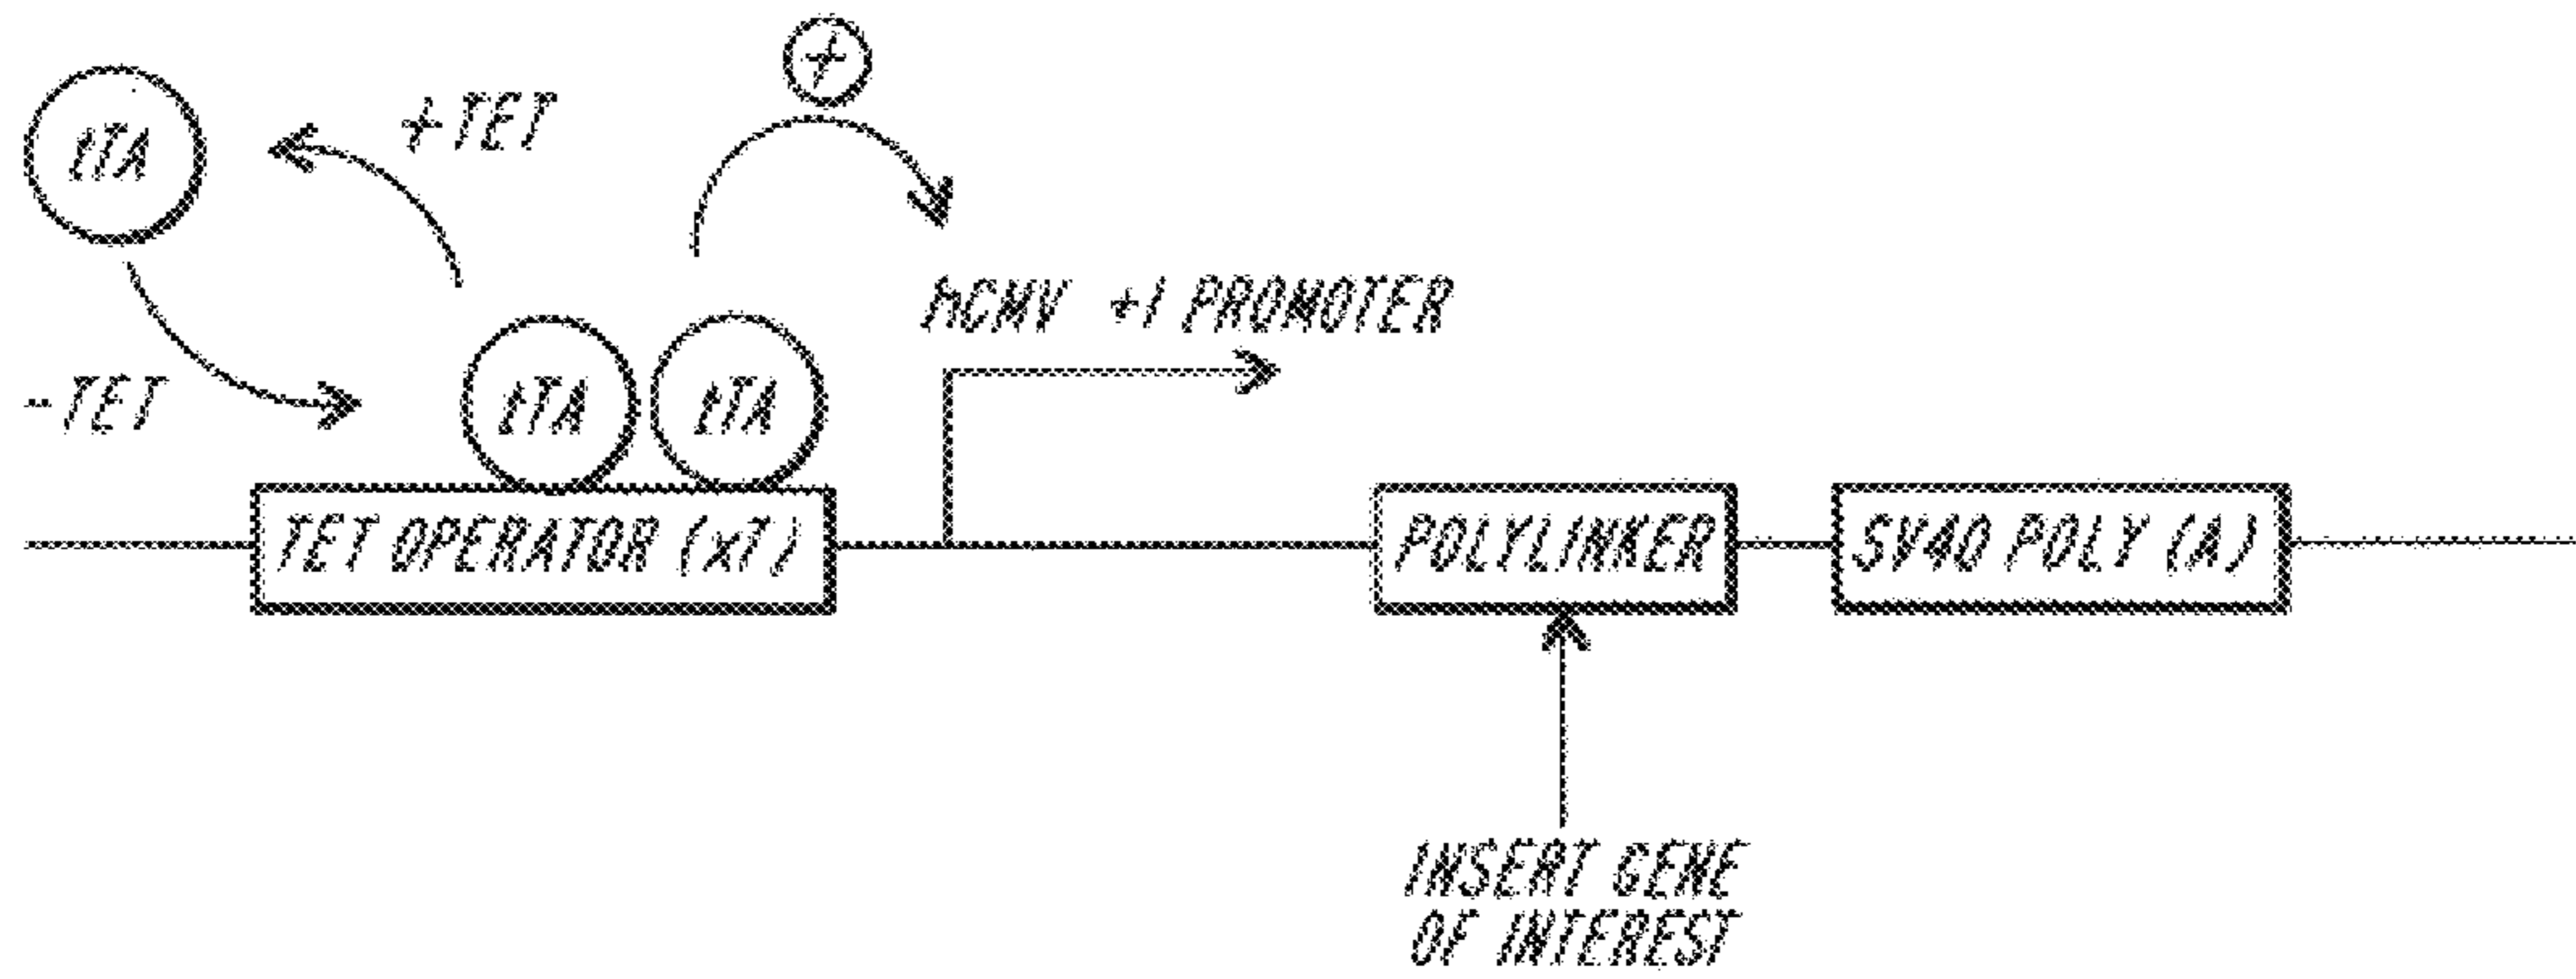 +
tTA
+TET
hCMV +1 PROMOTER
-TET
tTA
tTA
TET OPERATOR (x7)
POLYLINKER
SV40 POLY (A)
INSERT GENE
OF INTEREST